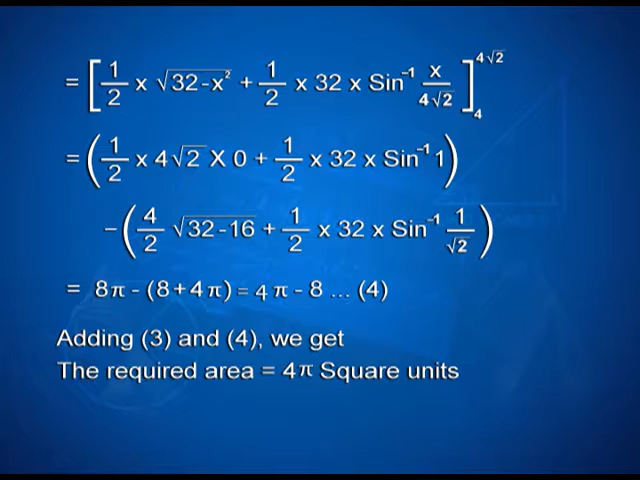 = [ 1/2 x √32-x² + 1/2 x 32 x Sin⁻¹ x/4√2 ]₄^4√2
= ( 1/2 x 4√2 X 0 + 1/2 x 32 x Sin⁻¹ 1 )
- ( 4/2 √32-16 + 1/2 x 32 x Sin⁻¹ 1/√2 )
= 8π - (8+4π) = 4π - 8 ... (4)
Adding (3) and (4), we get
The required area = 4π Square units